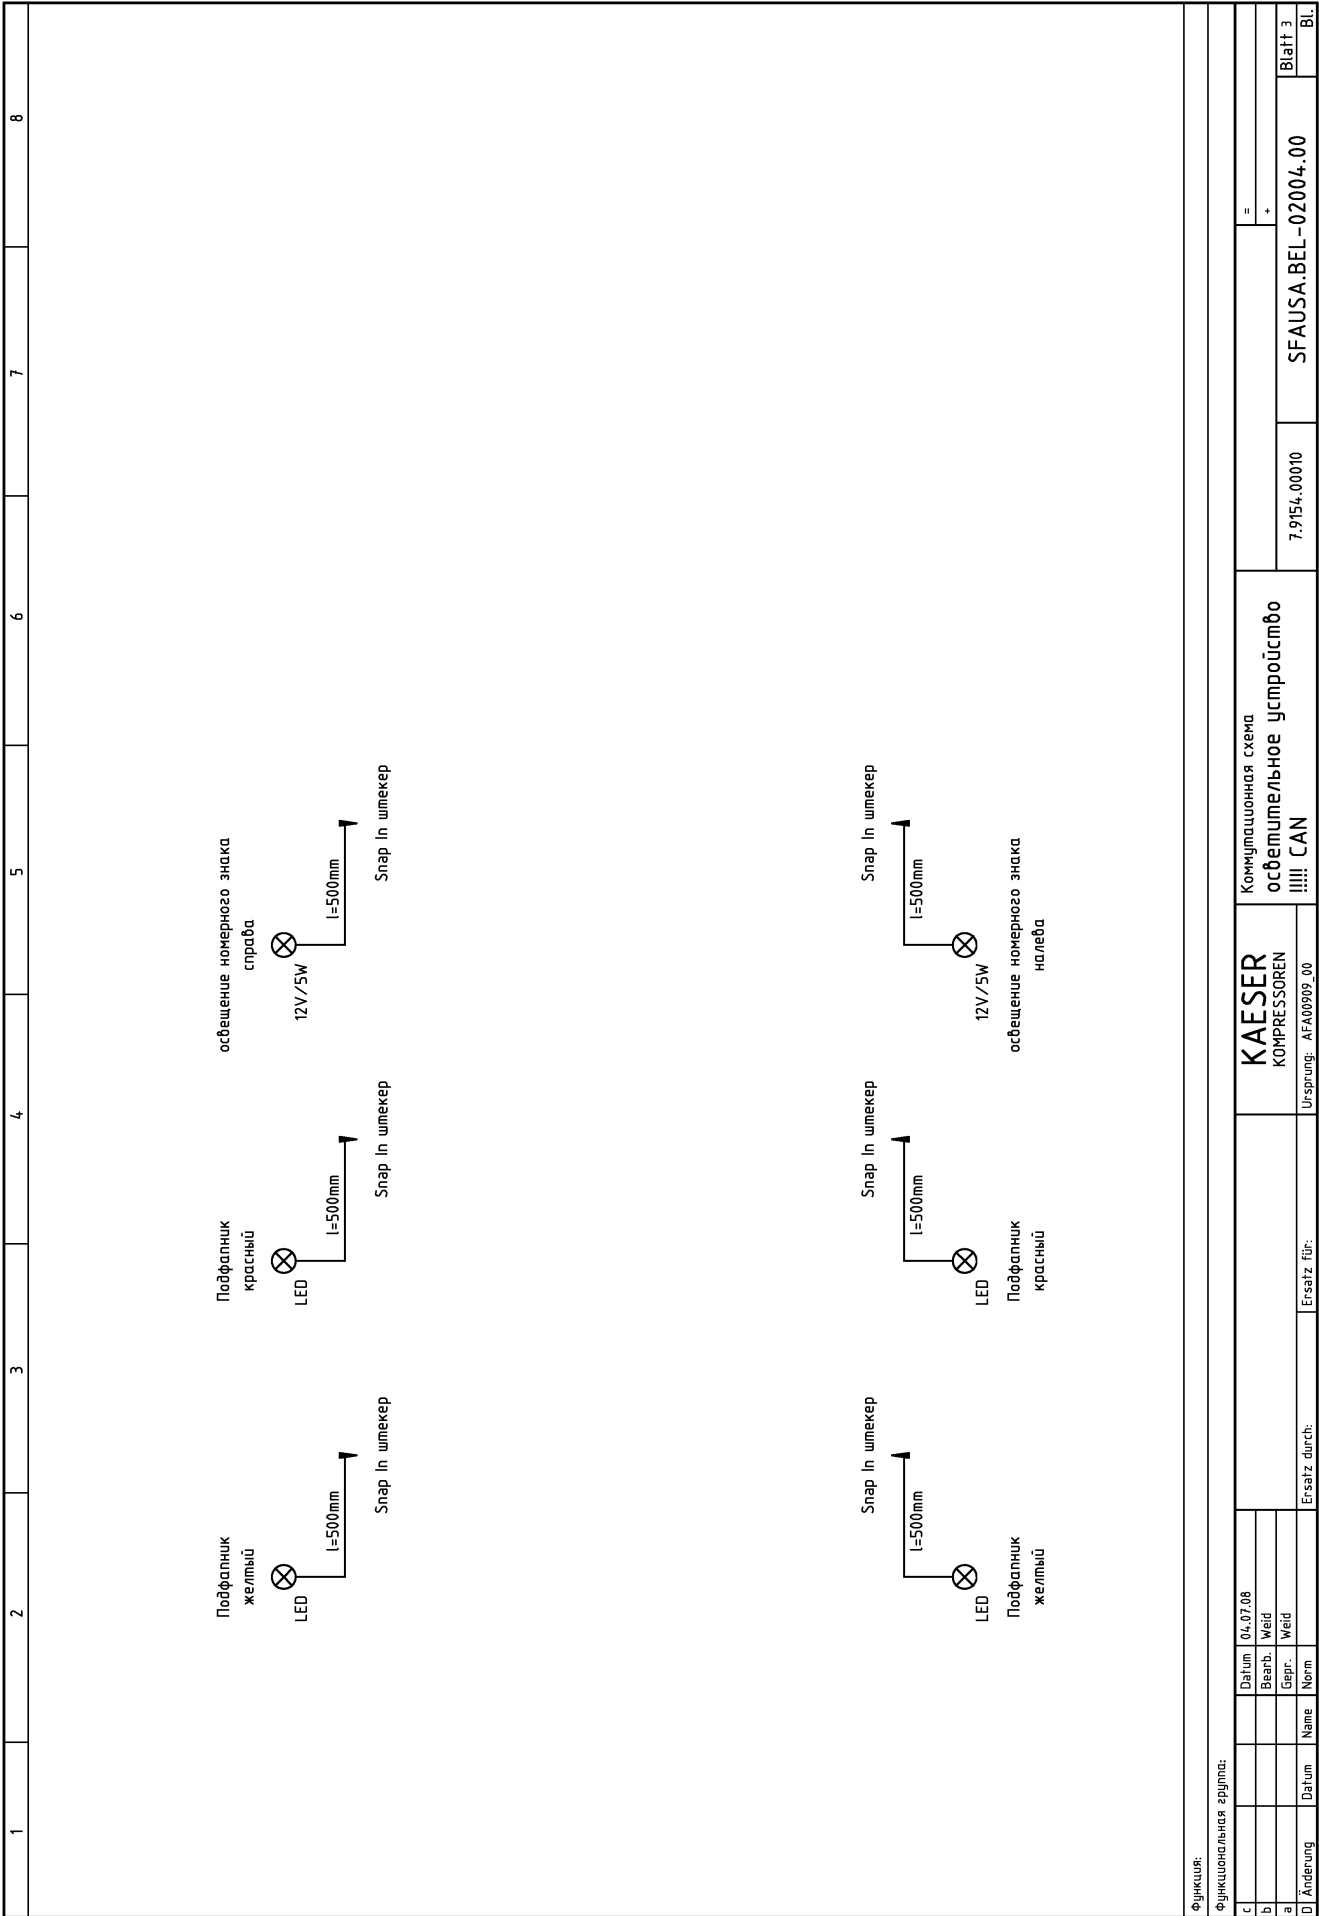 1 2 3 4 5 6 7 8
Подфапник
желтый
LED
l=500mm
Snap In штекер
Подфапник
красный
LED
l=500mm
Snap In штекер
освещение номерного знака
справа
12V/5W
l=500mm
Snap In штекер
Snap In штекер
l=500mm
LED
Подфапник
желтый
Snap In штекер
l=500mm
LED
Подфапник
красный
Snap In штекер
l=500mm
12V/5W
освещение номерного знака
налева
Функция:
Функциональная группа:
c
b
a
D Änderung Datum Name
Datum 04.07.08
Bearb. Weid
Gepr. Weid
Norm
Ersatz durch:
Ersatz für:
KAESER
KOMPRESSOREN
Ursprung: AFA00909_00
Коммутационная схема
осветительное устройство
!!!!! CAN
7.9154.00010
=
+
SFAUSA.BEL-02004.00
Blatt 3
Bl.